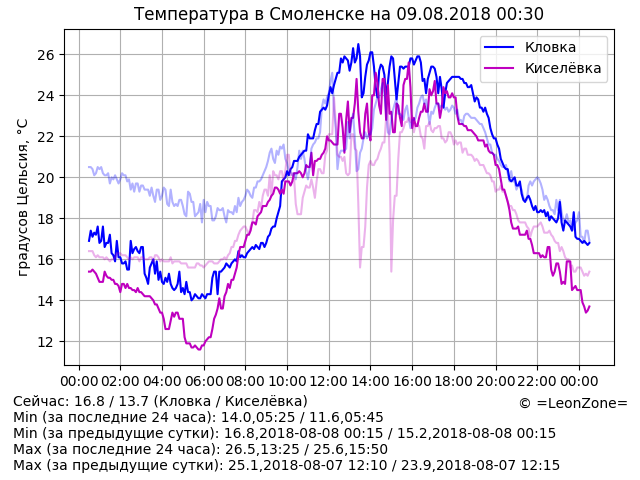 Температура в Смоленске на 09.08.2018 00:30
Кловка
Киселёвка
градусов Цельсия, °C
26
24
22
20
18
16
14
12
00:00 02:00 04:00 06:00 08:00 10:00 12:00 14:00 16:00 18:00 20:00 22:00 00:00
Сейчас: 16.8 / 13.7 (Кловка / Киселёвка)
© =LeonZone=
Min (за последние 24 часа): 14.0,05:25 / 11.6,05:45
Min (за предыдущие сутки): 16.8,2018-08-08 00:15 / 15.2,2018-08-08 00:15
Max (за последние 24 часа): 26.5,13:25 / 25.6,15:50
Max (за предыдущие сутки): 25.1,2018-08-07 12:10 / 23.9,2018-08-07 12:15